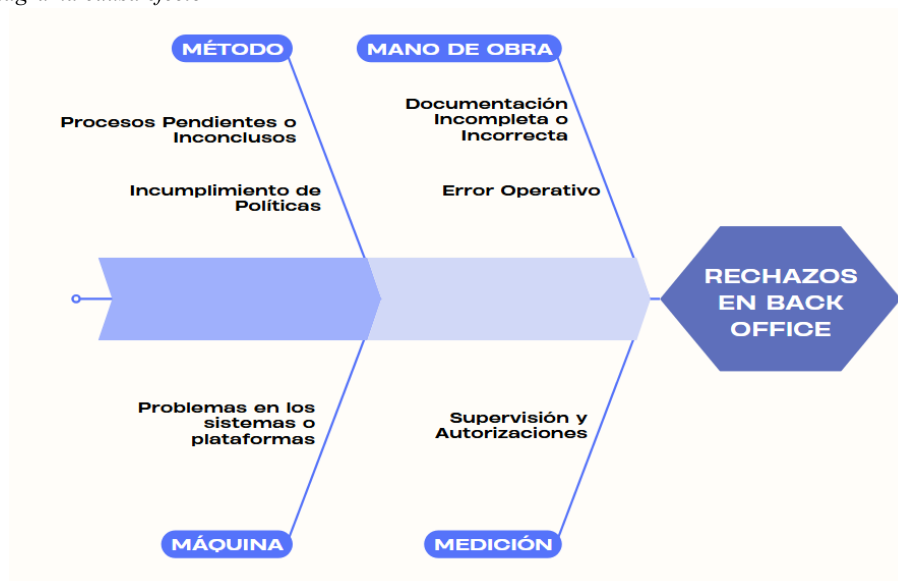 MÉTODO
MANO DE OBRA
Procesos Pendientes o
Inconclusos
Incumplimiento de
Políticas
Documentación
Incompleta o
Incorrecta
Error Operativo
RECHAZOS
EN BACK
OFFICE
Problemas en los
sistemas o
plataformas
Supervisión y
Autorizaciones
MÁQUINA
MEDICIÓN